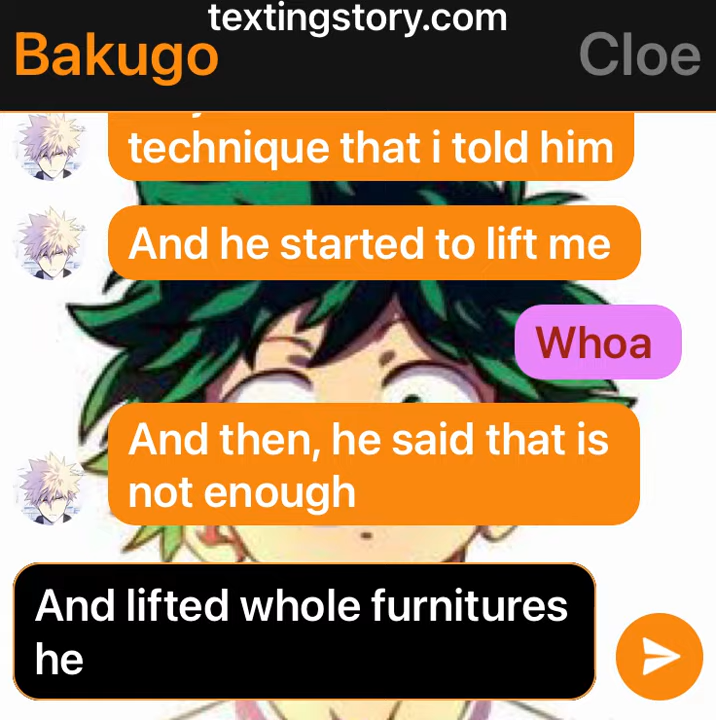 textingstory.com
Bakugo
Cloe
technique that i told him
And he started to lift me
Whoa
And then, he said that is
not enough
And lifted whole furnitures
he